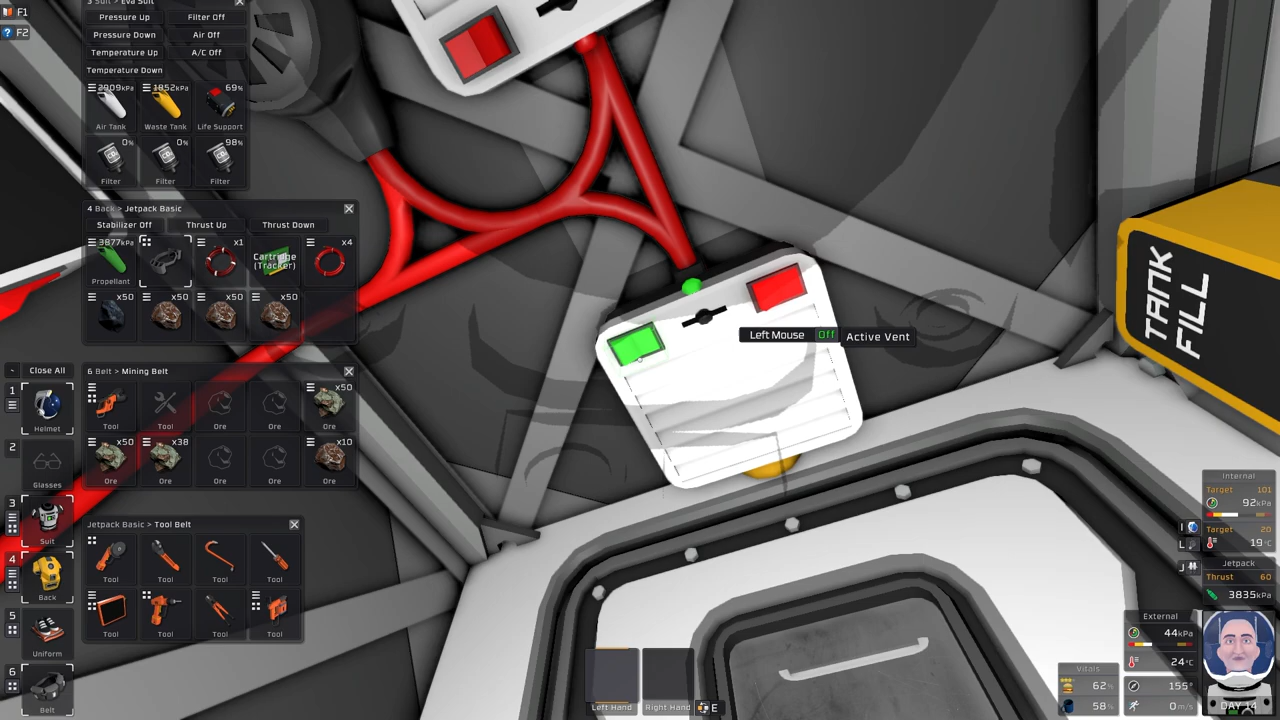 F1
F2
3 Suit > Eva Suit
Pressure Up
Filter Off
Pressure Down
Air Off
Temperature Up
A/C Off
Temperature Down
2909kPa
1852kPa
69%
Air Tank
Waste Tank
Life Support
0%
0%
98%
Filter
Filter
Filter
4 Back > Jetpack Basic
Stabilizer Off
Thrust Up
Thrust Down
3877kPa
x1
Cartridge (Tracker)
x4
Propellant
x50
x50
x50
x50
Close All
6 Belt > Mining Belt
x50
Tool
Tool
Ore
Ore
Ore
x50
x38
x10
Ore
Ore
Ore
Ore
Ore
Jetpack Basic > Tool Belt
Tool
Tool
Tool
Tool
Tool
Tool
Tool
Tool
1
Helmet
2
Glasses
3
Suit
4
Back
5
Uniform
6
Belt
Left Mouse
Off
Active Vent
TANK
FILL
Left Hand
Right Hand
E
Internal
Target 101
92kPa
Target 20
19°C
Jetpack
Thrust 60
3835kPa
External
44kPa
24°C
Vitals
62%
155°
58%
0m/s
DAY 14